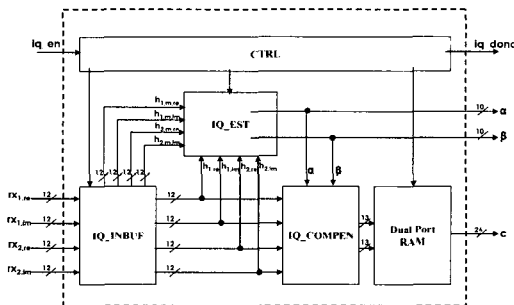 iq_en
CTRL
iq_done
h1,m,re
h1,m,im
h2,m,re
h2,m,im
IQ_EST
10
α
10
β
12 12 12 12
h1,re h1,im h2,re h2,im
α
β
rx1,re 12
rx1,im 12
rx2,re 12
rx2,im 12
IQ_INBUF
12
12
12
12
IQ_COMPEN
13
13
Dual Port
RAM
24
c